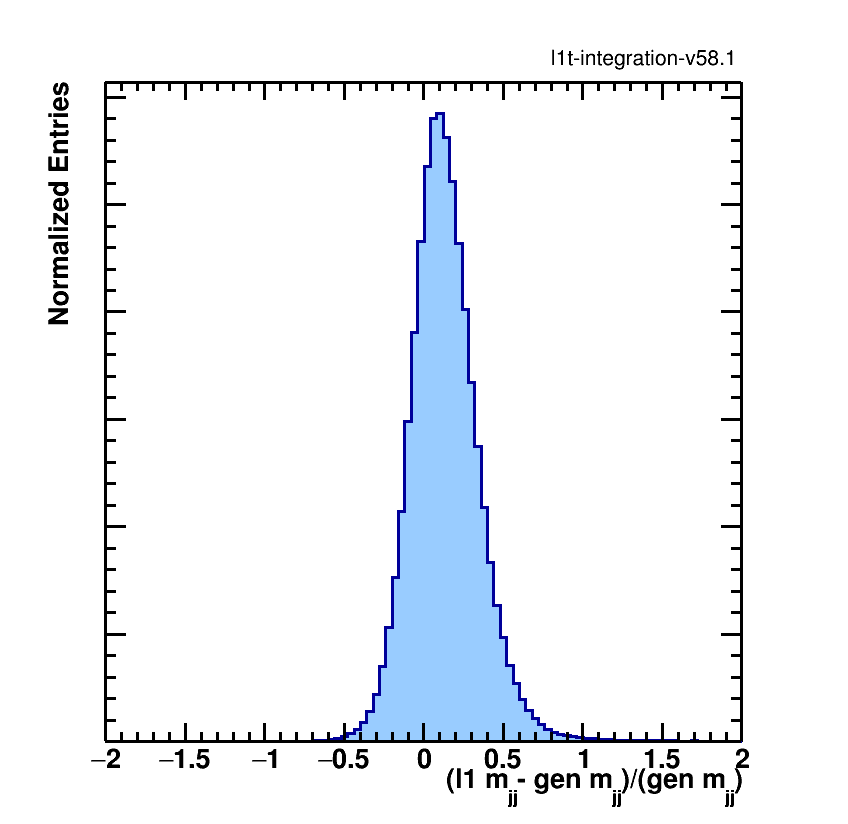 l1t-integration-v58.1
Normalized Entries
−2 −1.5 −1 −0.5 0 0.5 1 1.5 2
(l1 mjj- gen mjj)/(gen mjj)